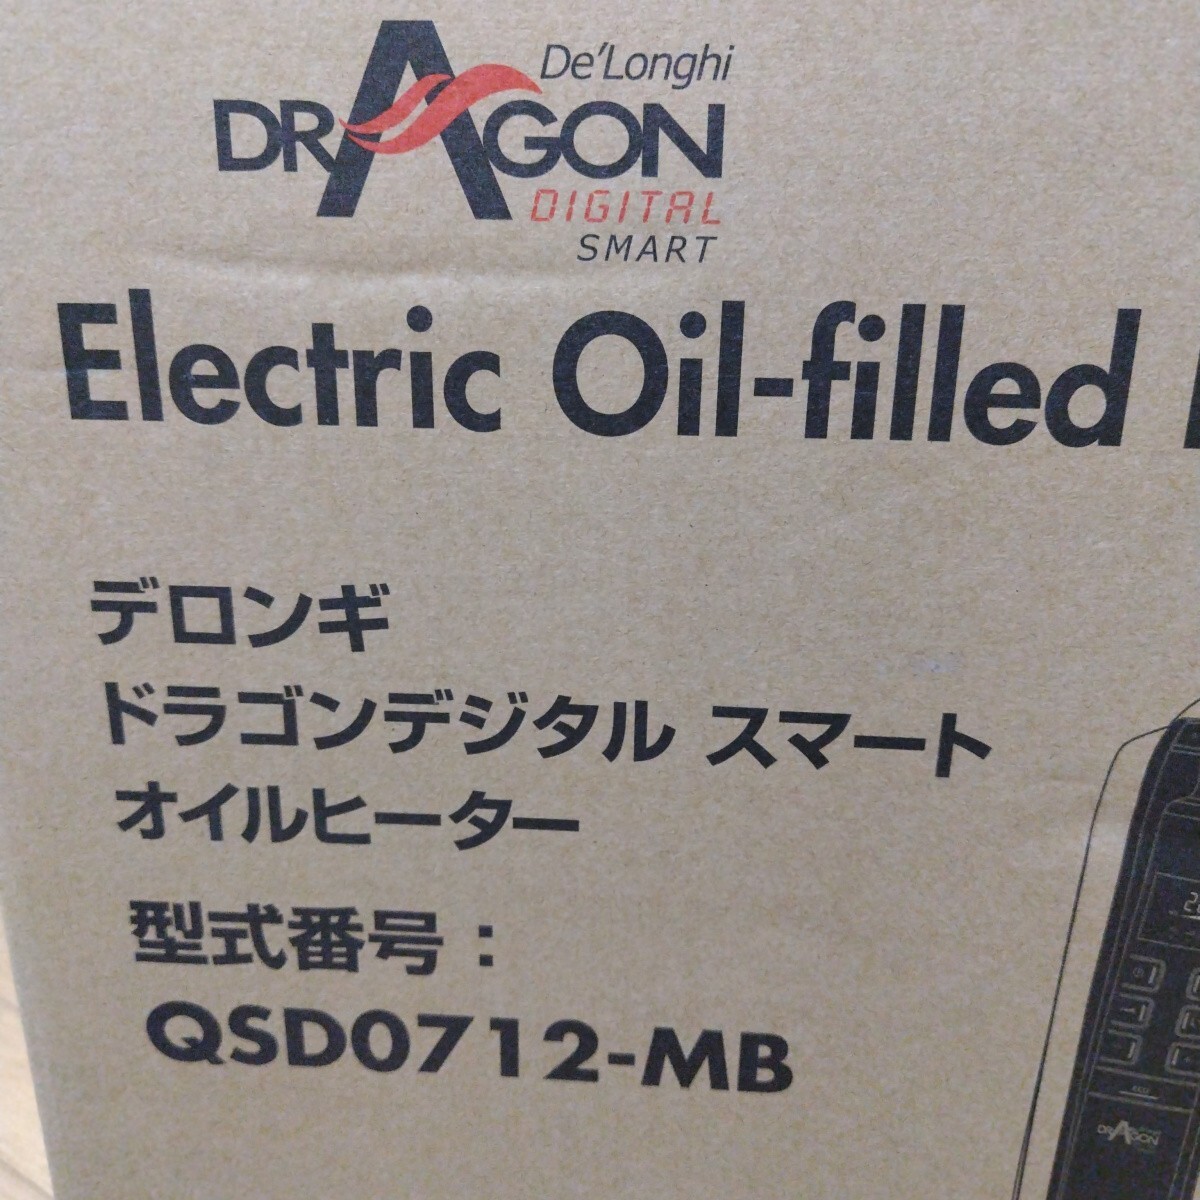 De'Longhi
DRAGON
DIGITAL
SMART
Electric Oil-filled
デロンギ
ドラゴンデジタル スマート
オイルヒーター
型式番号：
QSD0712-MB
DRAGON